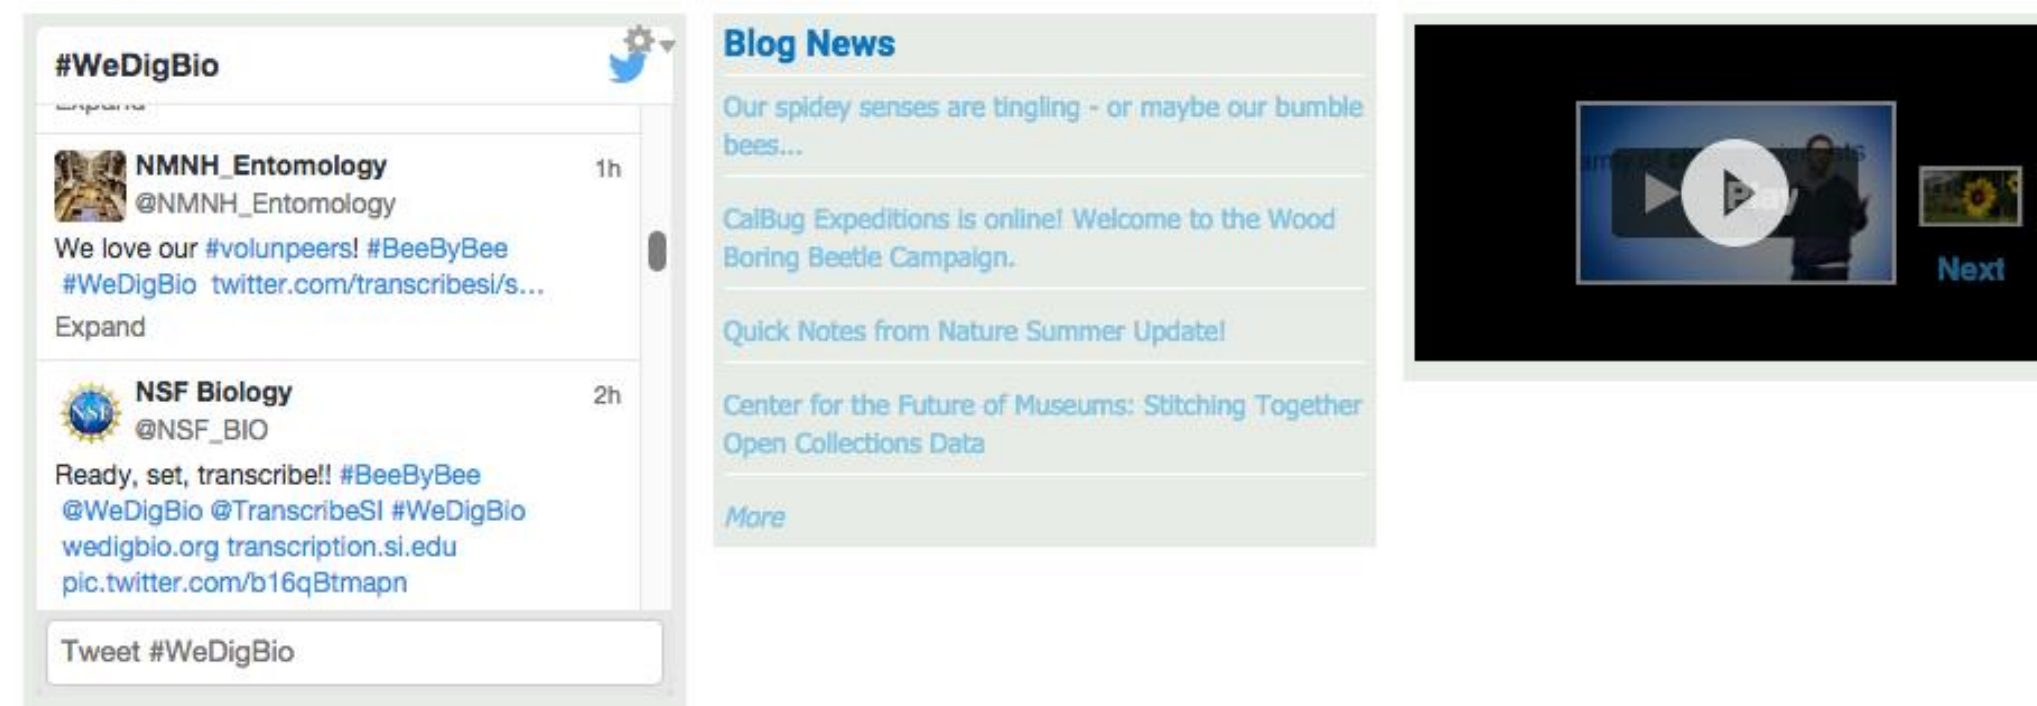 #WeDigBio
Expand
NMNH_Entomology
1h
@NMNH_Entomology
We love our #volunpeers! #BeeByBee
#WeDigBio twitter.com/transcribesi/s...
Expand
NSF Biology
2h
@NSF_BIO
Ready, set, transcribe!! #BeeByBee
@WeDigBio @TranscribeSI #WeDigBio
wedigbio.org transcription.si.edu
pic.twitter.com/b16qBtmapn
Tweet #WeDigBio
Blog News
Our spidey senses are tingling - or maybe our bumble
bees...
CalBug Expeditions is online! Welcome to the Wood
Boring Beetle Campaign.
Quick Notes from Nature Summer Update!
Center for the Future of Museums: Stitching Together
Open Collections Data
More
Play
Next